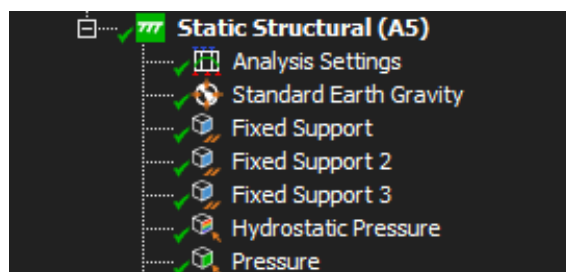 Static Structural (A5)
Analysis Settings
Standard Earth Gravity
Fixed Support
Fixed Support 2
Fixed Support 3
Hydrostatic Pressure
Pressure